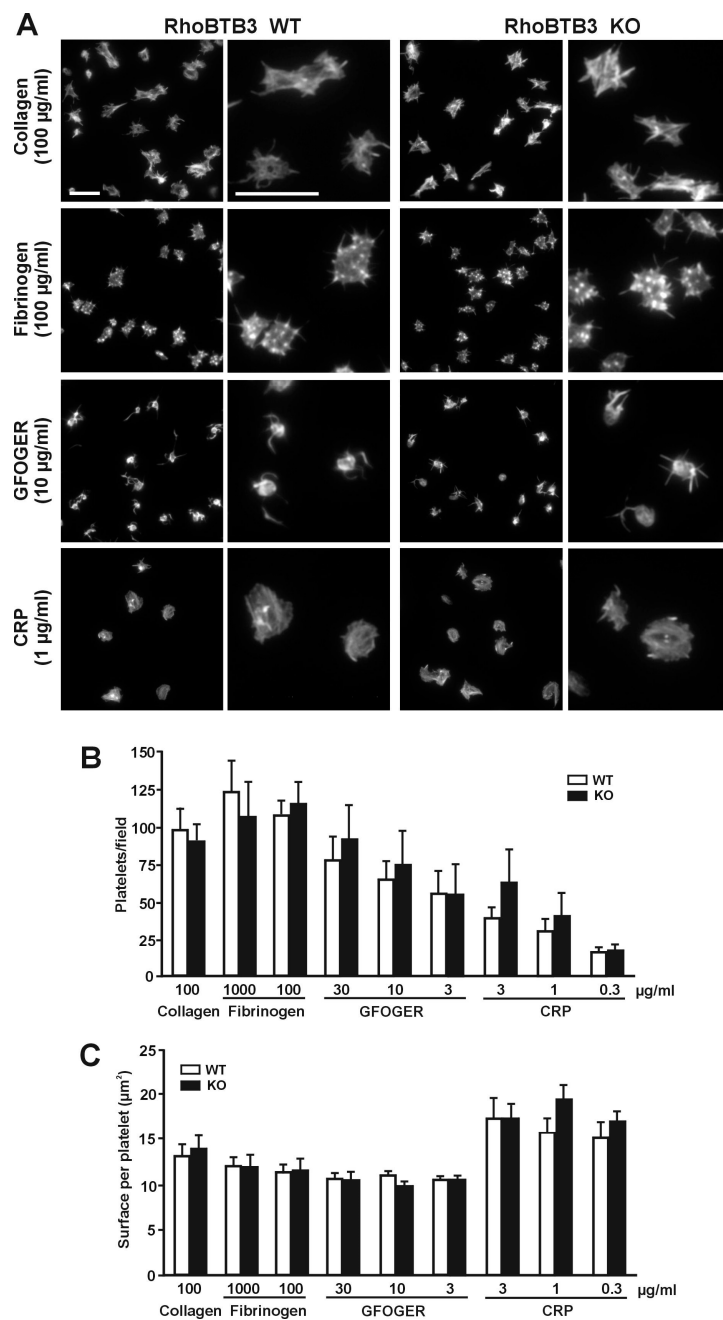 A
RhoBTB3 WT
RhoBTB3 KO
Collagen
(100 µg/ml)
Fibrinogen
(100 µg/ml)
GFOGER
(10 µg/ml)
CRP
(1 µg/ml)
B
150
125
100
75
50
25
0
Platelets/field
WT
KO
100 1000 100 30 10 3 3 1 0.3 µg/ml
Collagen Fibrinogen GFOGER CRP
C
25
20
15
10
5
0
Surface per platelet (µm²)
WT
KO
100 1000 100 30 10 3 3 1 0.3 µg/ml
Collagen Fibrinogen GFOGER CRP